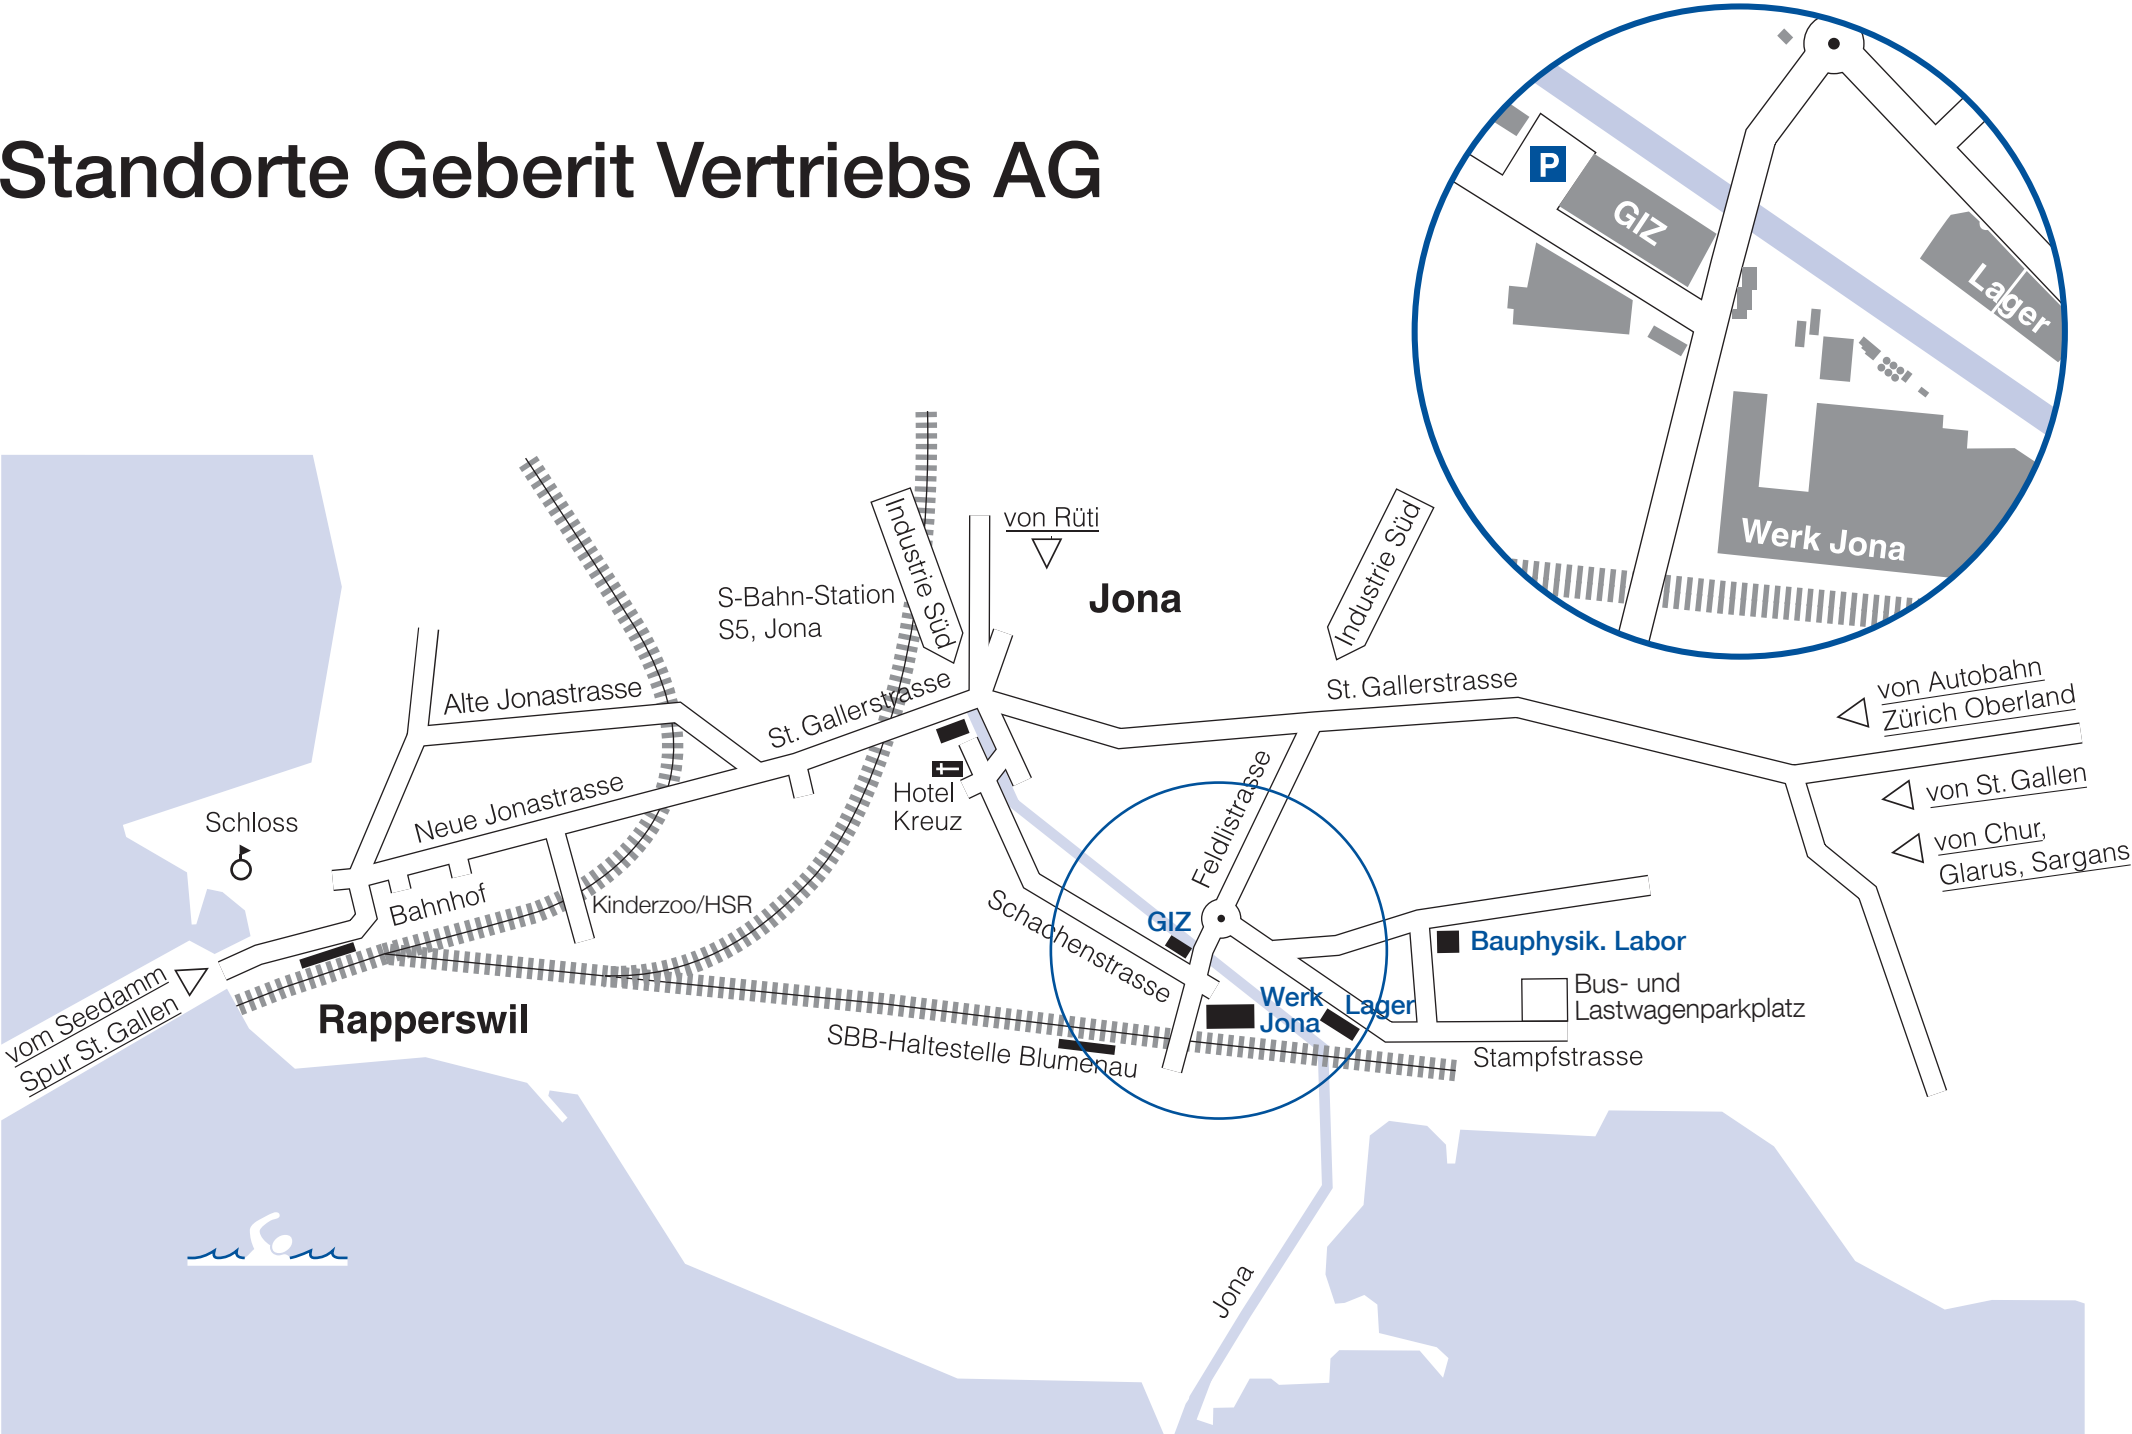 Standorte Geberit Vertriebs AG
P
GIZ
Lager
Werk Jona
Industrie Süd
von Rüti
Industrie Süd
S-Bahn-Station
S5, Jona
Jona
Alte Jonastrasse
St. Gallerstrasse
St. Gallerstrasse
von Autobahn
Zürich Oberland
von St. Gallen
von Chur,
Glarus, Sargans
Neue Jonastrasse
Hotel
Kreuz
Feldlistrasse
Schloss
Bahnhof
Kinderzoo/HSR
Schachenstrasse
GIZ
Bauphysik. Labor
Bus- und
Lastwagenparkplatz
Werk
Jona
Lager
vom Seedamm
Spur St. Gallen
Rapperswil
SBB-Haltestelle Blumenau
Stampfstrasse
Jona